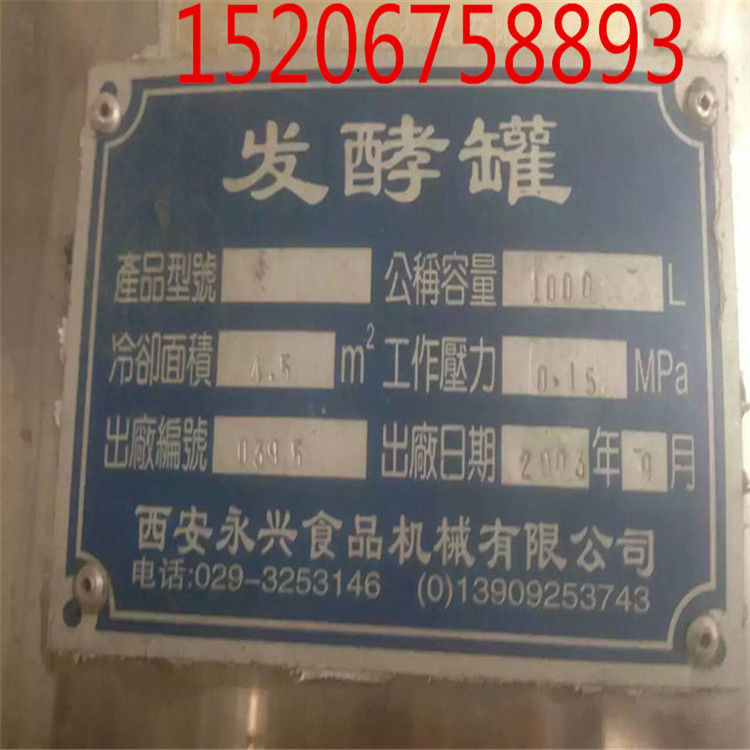 15206758893
发酵罐
產品型號 公稱容量 1000 L
冷卻面積 4.5 m² 工作壓力 0.15 MPa
出廠編號 0395 出廠日期 2003 年 9 月
西安永兴食品机械有限公司
电话:029-3253146 (0)13909253743